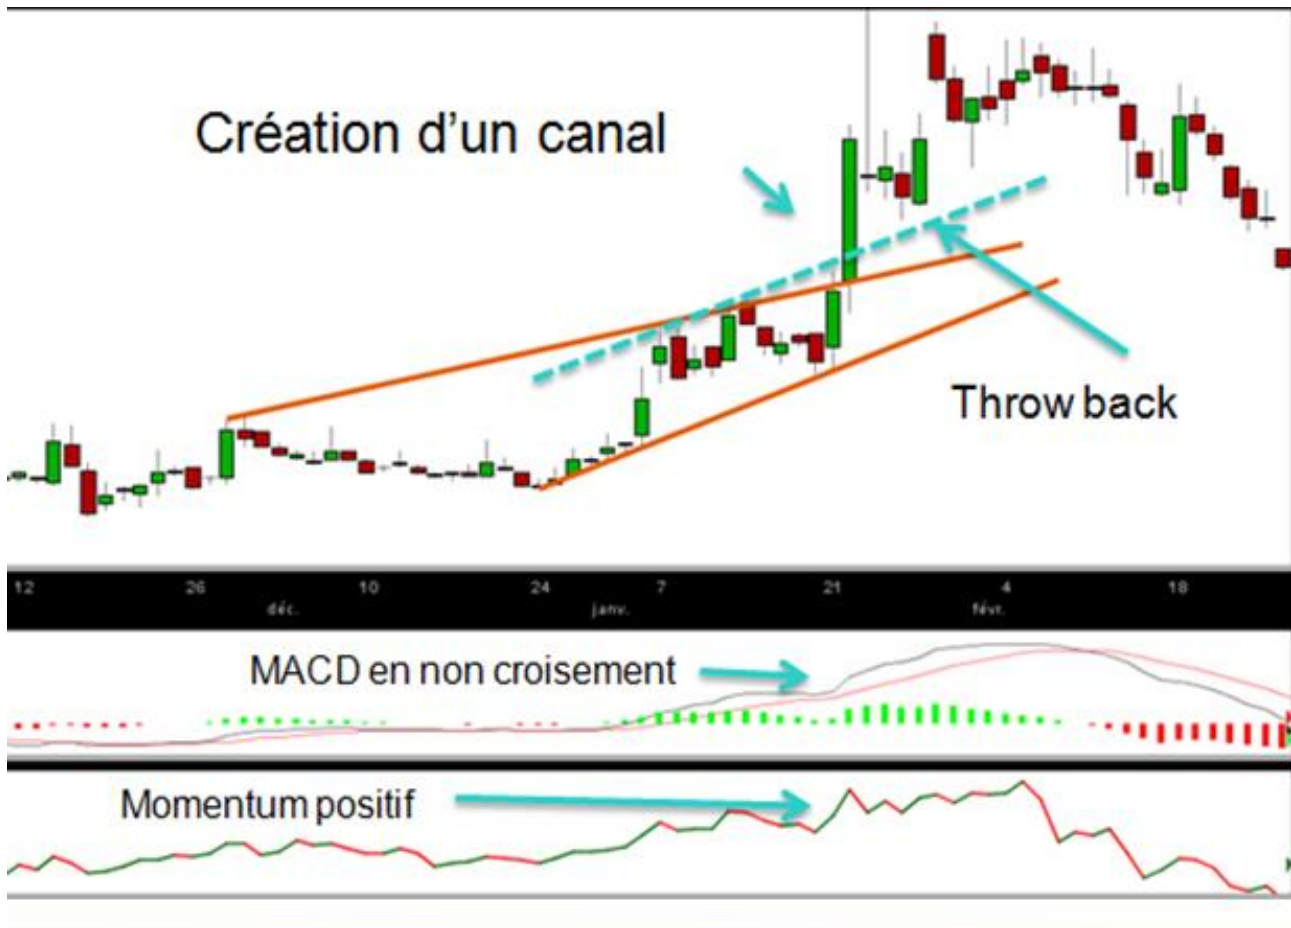 Création d'un canal
Throw back
12 26 10 24 7 21 4 18
déc. janv. févr.
MACD en non croisement
Momentum positif